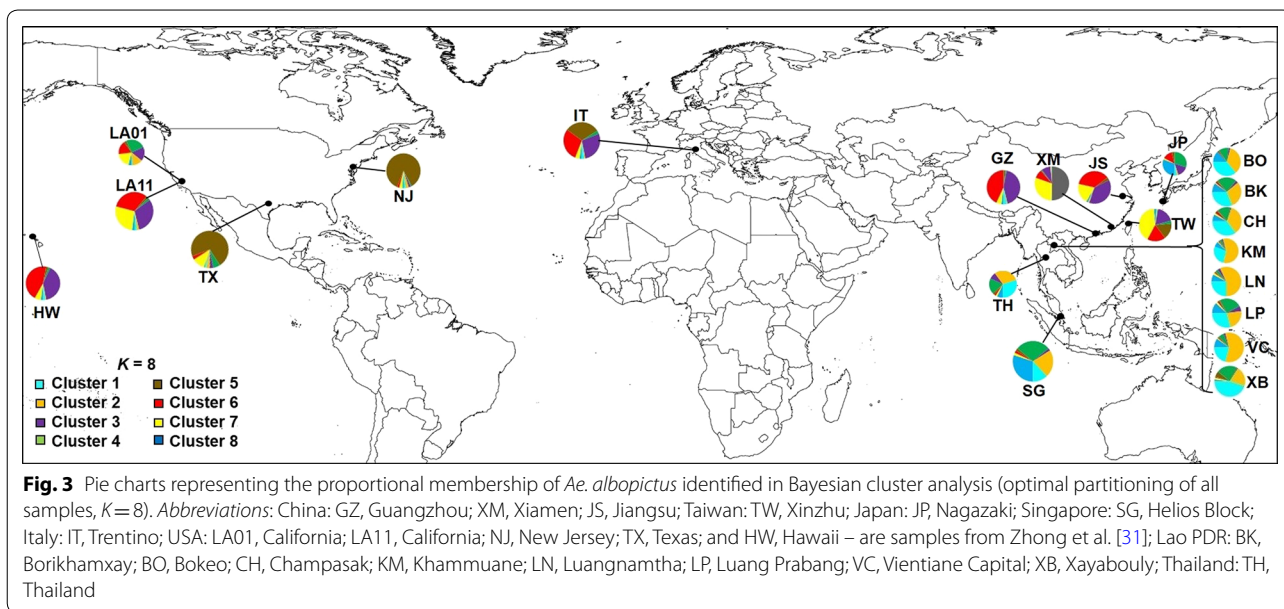 LA01
LA11
HW
TX
NJ
IT
GZ
XM
JS
JP
TW
TH
SG
BO
BK
CH
KM
LN
LP
VC
XB
K = 8
Cluster 1
Cluster 2
Cluster 3
Cluster 4
Cluster 5
Cluster 6
Cluster 7
Cluster 8
Fig. 3 Pie charts representing the proportional membership of Ae. albopictus identified in Bayesian cluster analysis (optimal partitioning of all
samples, K=8). Abbreviations: China: GZ, Guangzhou; XM, Xiamen; JS, Jiangsu; Taiwan: TW, Xinzhu; Japan: JP, Nagazaki; Singapore: SG, Helios Block;
Italy: IT, Trentino; USA: LA01, California; LA11, California; NJ, New Jersey; TX, Texas; and HW, Hawaii – are samples from Zhong et al. [31]; Lao PDR: BK,
Borikhamxay; BO, Bokeo; CH, Champasak; KM, Khammuane; LN, Luangnamtha; LP, Luang Prabang; VC, Vientiane Capital; XB, Xayabouly; Thailand: TH,
Thailand